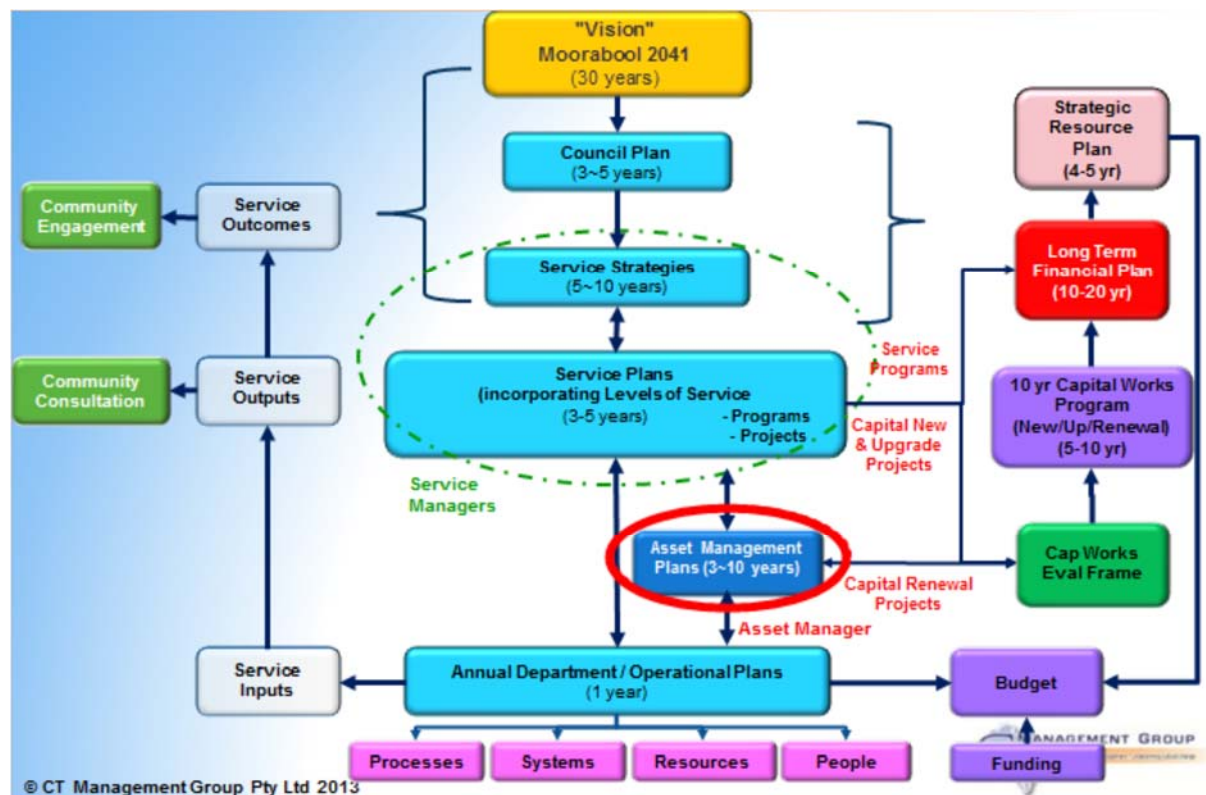 "Vision"
Moorabool 2041
(30 years)
Council Plan
(3~5 years)
Service Strategies
(5~10 years)
Service Plans
(incorporating Levels of Service
(3-5 years)
- Programs
- Projects
Service
Managers
Asset Management
Plans (3~10 years)
Asset Manager
Annual Department / Operational Plans
(1 year)
Processes
Systems
Resources
People
Community
Engagement
Service
Outcomes
Community
Consultation
Service
Outputs
Service
Inputs
Service
Programs
Capital New
& Upgrade
Projects
Capital Renewal
Projects
Strategic
Resource
Plan
(4-5 yr)
Long Term
Financial Plan
(10-20 yr)
10 yr Capital Works
Program
(New/Up/Renewal)
(5-10 yr)
Cap Works
Eval Frame
Budget
Funding
MANAGEMENT GROUP
© CT Management Group Pty Ltd 2013